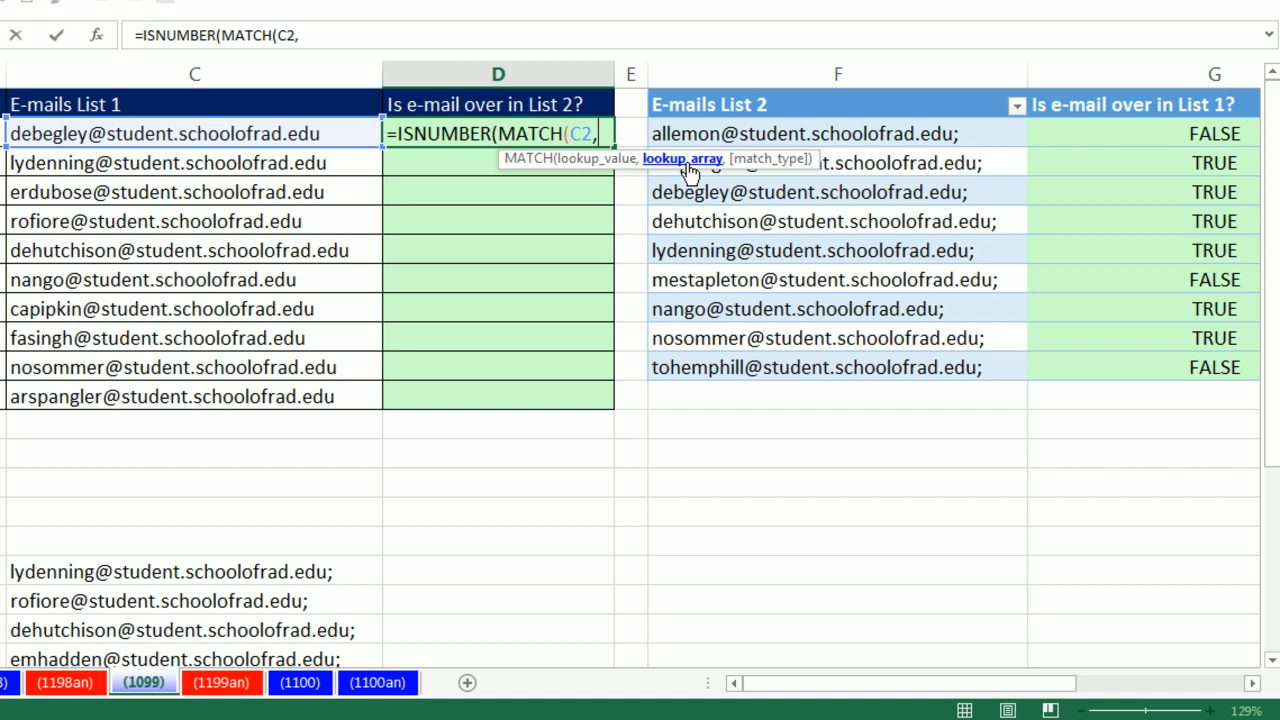 =ISNUMBER(MATCH(C2,
C D E F G
E-mails List 1 Is e-mail over in List 2? E-mails List 2 Is e-mail over in List 1?
debegley@student.schoolofrad.edu =ISNUMBER(MATCH(C2, allemon@student.schoolofrad.edu; FALSE
MATCH(lookup_value, lookup_array, [match_type])
lydenning@student.schoolofrad.edu TRUE
erdubose@student.schoolofrad.edu debegley@student.schoolofrad.edu; TRUE
rofiore@student.schoolofrad.edu dehutchison@student.schoolofrad.edu; TRUE
dehutchison@student.schoolofrad.edu lydenning@student.schoolofrad.edu; TRUE
nango@student.schoolofrad.edu mestapleton@student.schoolofrad.edu; FALSE
capipkin@student.schoolofrad.edu nango@student.schoolofrad.edu; TRUE
fasingh@student.schoolofrad.edu nosommer@student.schoolofrad.edu; TRUE
nosommer@student.schoolofrad.edu tohemphill@student.schoolofrad.edu; FALSE
arspangler@student.schoolofrad.edu
lydenning@student.schoolofrad.edu;
rofiore@student.schoolofrad.edu;
dehutchison@student.schoolofrad.edu;
emhadden@student.schoolofrad.edu;
(1198an) (1099) (1199an) (1100) (1100an)
129%